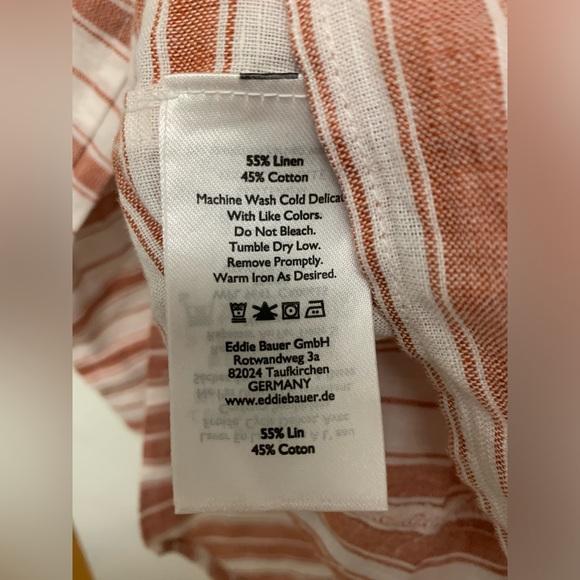 55% Linen
45% Cotton
Machine Wash Cold Delicat
With Like Colors.
Do Not Bleach.
Tumble Dry Low.
Remove Promptly.
Warm Iron As Desired.
Eddie Bauer GmbH
Rotwandweg 3a
82024 Taufkirchen
GERMANY
www.eddiebauer.de
55% Lin
45% Coton